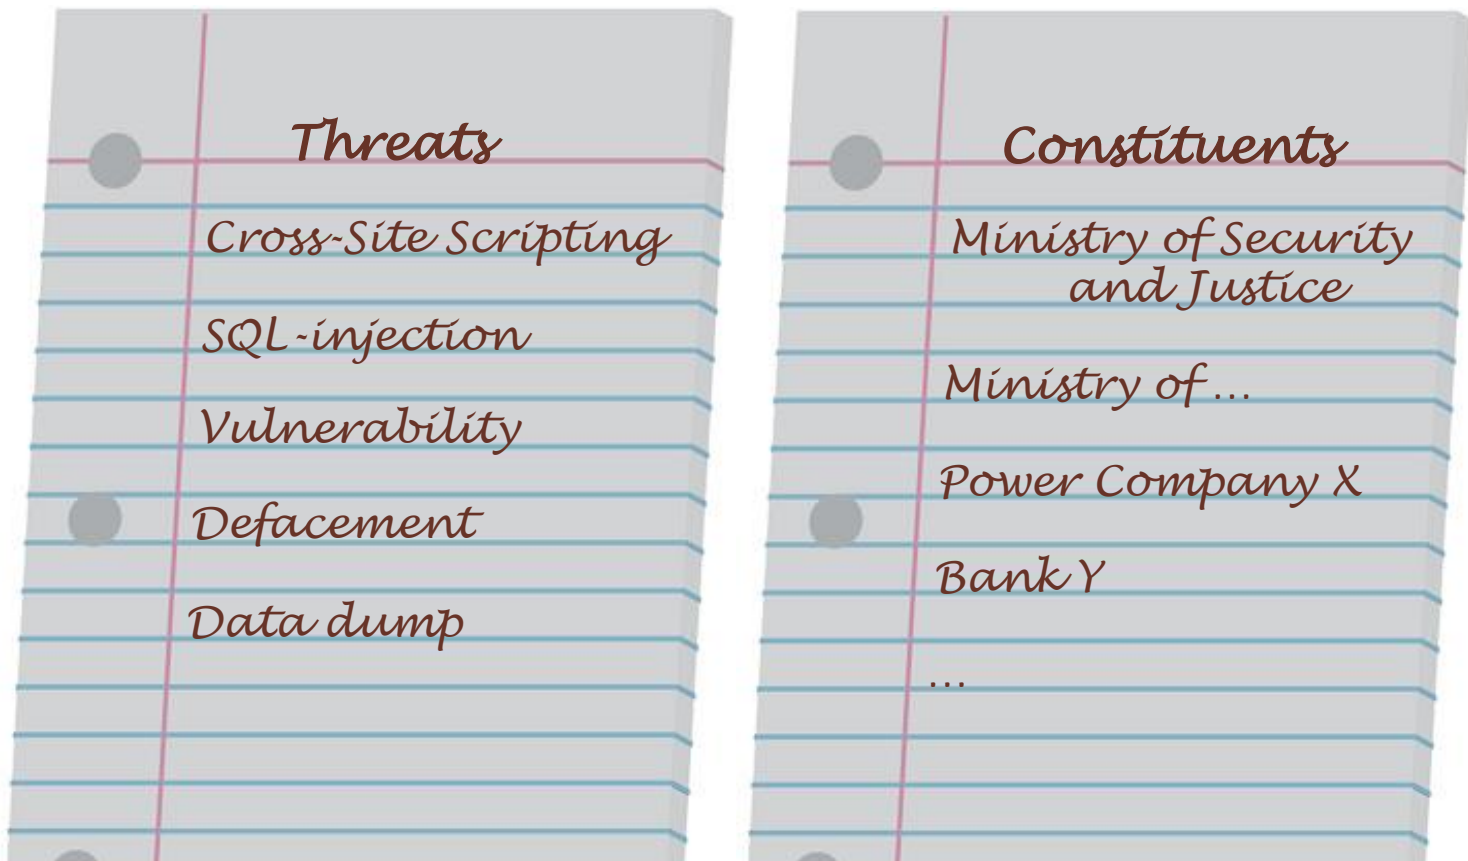 Threats
Cross-Site Scripting
SQL-injection
Vulnerability
Defacement
Data dump
Constituents
Ministry of Security
and Justice
Ministry of ...
Power Company X
Bank Y
...